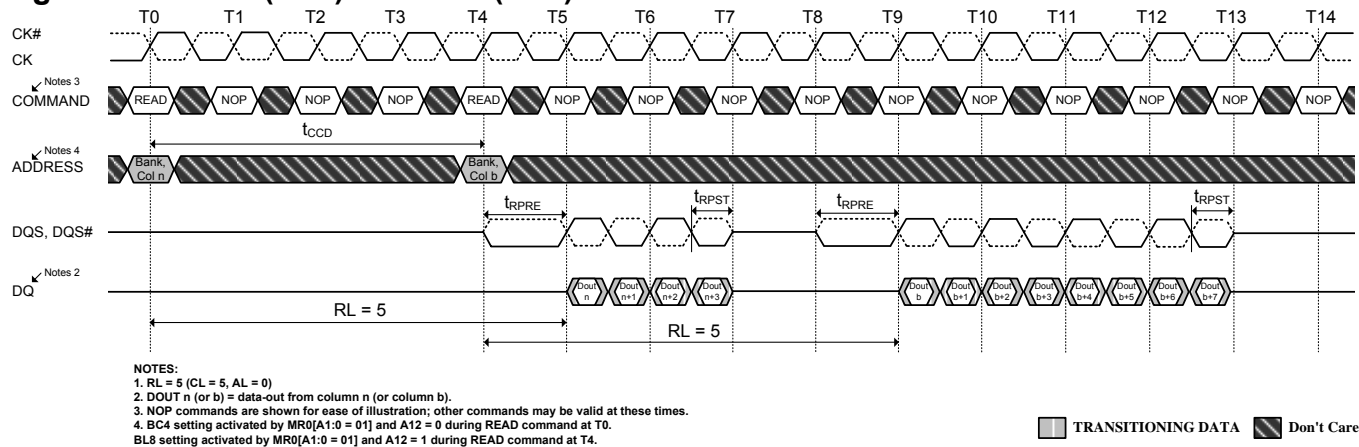 T0 T1 T2 T3 T4 T5 T6 T7 T8 T9 T10 T11 T12 T13 T14
CK#
CK
Notes 3
COMMAND READ NOP NOP NOP READ NOP NOP NOP NOP NOP NOP NOP NOP NOP NOP
tCCD
Notes 4
ADDRESS
Bank, Col n
Bank, Col b
tRPRE tRPST tRPRE tRPST
DQS, DQS#
Notes 2
DQ
Dout n
Dout n+1
Dout n+2
Dout n+3
Dout b
Dout b+1
Dout b+2
Dout b+3
Dout b+4
Dout b+5
Dout b+6
Dout b+7
RL = 5
RL = 5
NOTES:
1. RL = 5 (CL = 5, AL = 0)
2. DOUT n (or b) = data-out from column n (or column b).
3. NOP commands are shown for ease of illustration; other commands may be valid at these times.
4. BC4 setting activated by MR0[A1:0 = 01] and A12 = 0 during READ command at T0.
BL8 setting activated by MR0[A1:0 = 01] and A12 = 1 during READ command at T4.
TRANSITIONING DATA
Don't Care